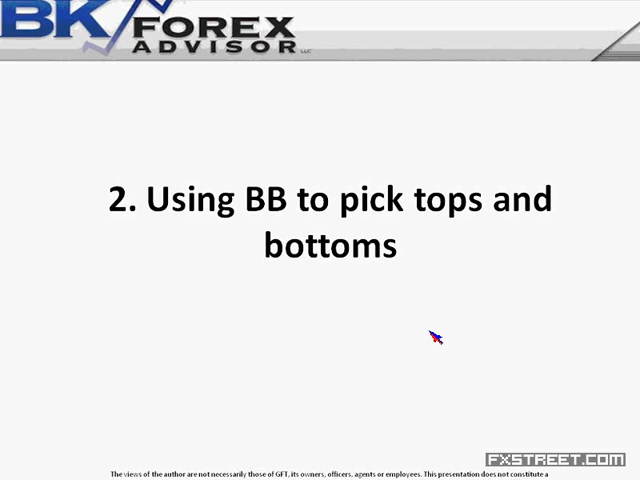 BK FOREX
ADVISOR LLC
2. Using BB to pick tops and
bottoms
FXSTREET.COM
The views of the author are not necessarily those of GFT, its owners, officers, agents or employees. This presentation does not constitute a